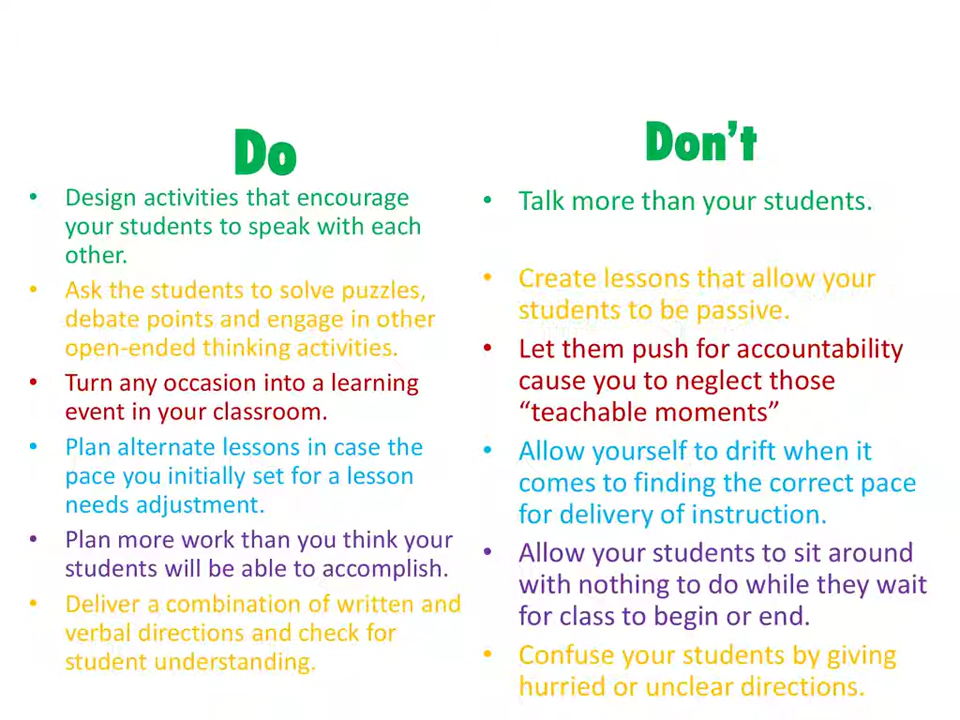 Do
• Design activities that encourage
your students to speak with each
other.
• Ask the students to solve puzzles,
debate points and engage in other
open-ended thinking activities.
• Turn any occasion into a learning
event in your classroom.
• Plan alternate lessons in case the
pace you initially set for a lesson
needs adjustment.
• Plan more work than you think your
students will be able to accomplish.
• Deliver a combination of written and
verbal directions and check for
student understanding.
Don’t
• Talk more than your students.
• Create lessons that allow your
students to be passive.
• Let them push for accountability
cause you to neglect those
“teachable moments”
• Allow yourself to drift when it
comes to finding the correct pace
for delivery of instruction.
• Allow your students to sit around
with nothing to do while they wait
for class to begin or end.
• Confuse your students by giving
hurried or unclear directions.